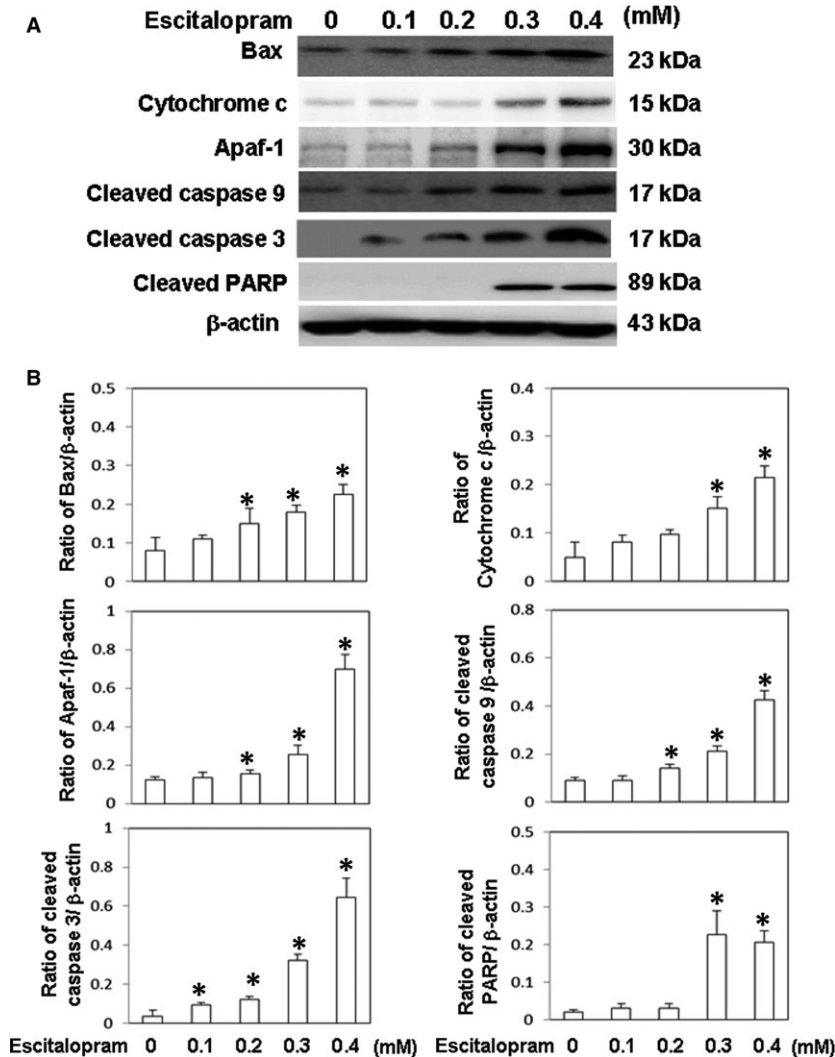 A
Escitalopram 0 0.1 0.2 0.3 0.4 (mM)
Bax 23 kDa
Cytochrome c 15 kDa
Apaf-1 30 kDa
Cleaved caspase 9 17 kDa
Cleaved caspase 3 17 kDa
Cleaved PARP 89 kDa
β-actin 43 kDa
B
Ratio of Bax/β-actin
0.5
0.4
0.3
0.2
0.1
0
* * *
Ratio of
Cytochrome c /β-actin
0.4
0.3
0.2
0.1
0
* *
Ratio of Apaf-1/β-actin
1
0.8
0.6
0.4
0.2
0
* * *
Ratio of cleaved
caspase 9 /β-actin
0.8
0.6
0.4
0.2
0
* * *
Ratio of cleaved
caspase 3/ β-actin
1
0.8
0.6
0.4
0.2
0
* * * *
Ratio of cleaved
PARP/ β-actin
0.5
0.4
0.3
0.2
0.1
0
* *
Escitalopram 0 0.1 0.2 0.3 0.4 (mM)
Escitalopram 0 0.1 0.2 0.3 0.4 (mM)